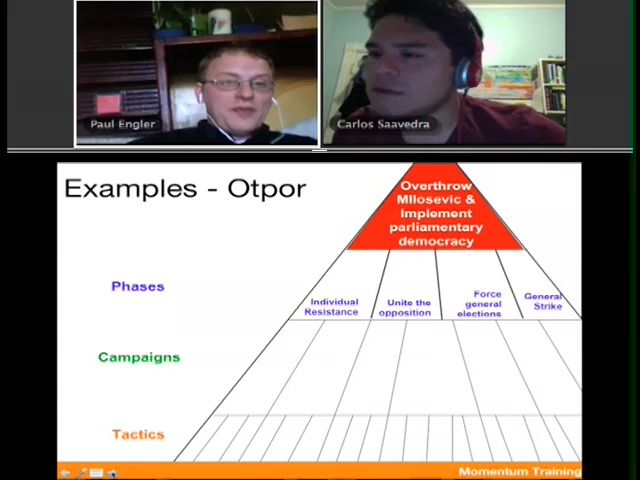 Paul Engler
Carlos Saavedra
Examples - Otpor
Overthrow
MIlosevic &
Implement
parliamentary
democracy
Phases
Individual
Resistance
Unite the
opposition
Force
general
elections
General
Strike
Campaigns
Tactics
Momentum Training